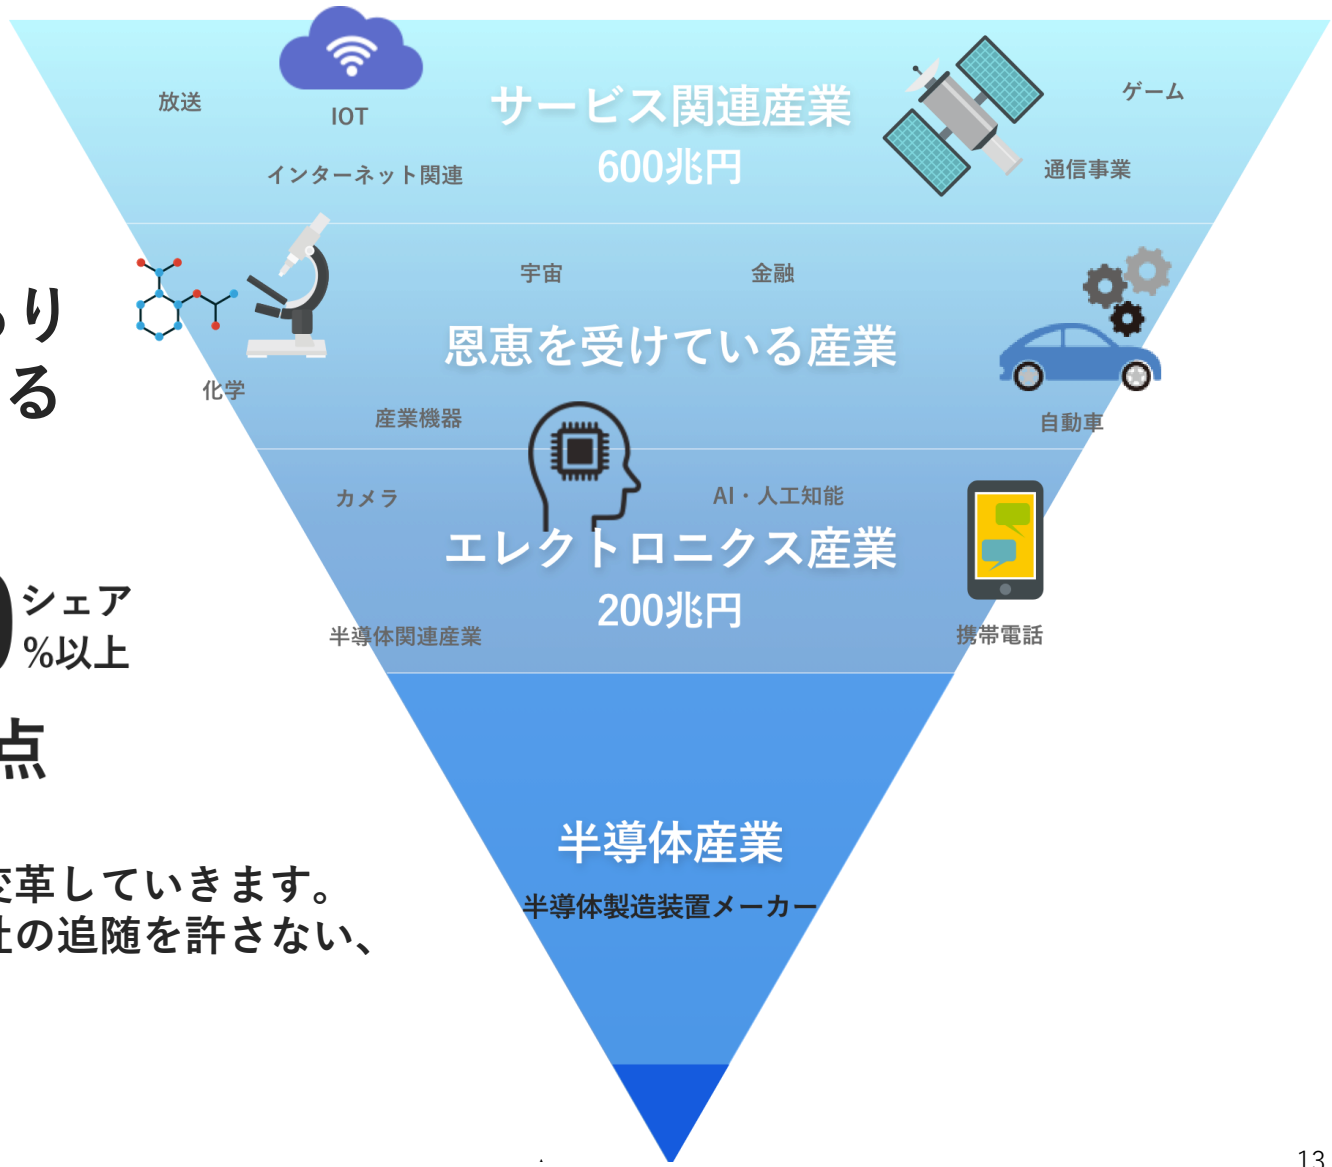 放送
IOT
サービス関連産業
ゲーム
600兆円
インターネット関連
通信事業
宇宙
金融
り
恩恵を受けている産業
る
化学
産業機器
自動車
カメラ
AI・人工知能
エレクトロニクス産業
シェア
200兆円
半導体関連産業
携帯電話
%以上
点
半導体産業
変革していきます。
半導体製造装置メーカー
社の追随を許さない、
13